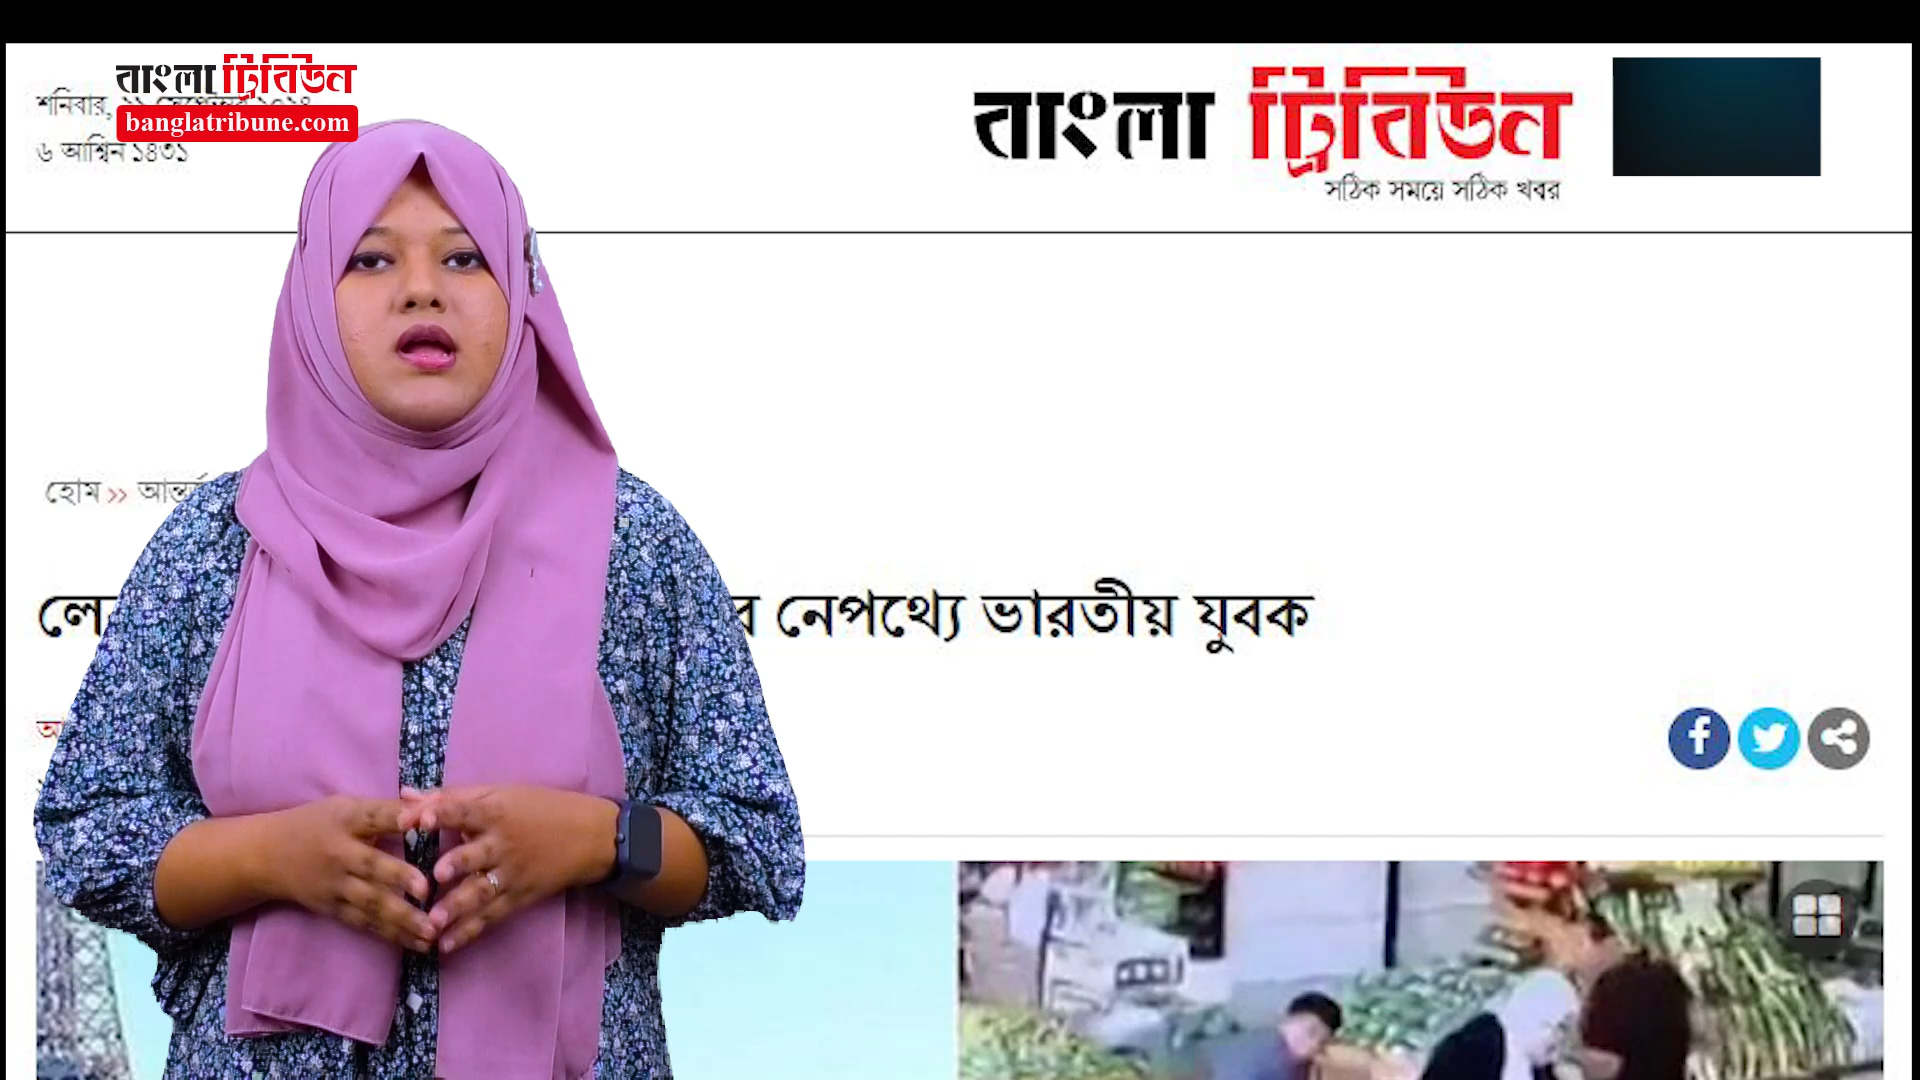 বাংলা ট্রিবিউন
banglatribune.com
শনিবার,
৬ আশ্বিন ১৪৩১
বাংলা ট্রিবিউন
সঠিক সময়ে সঠিক খবর
হোম >>
নেপথ্যে ভারতীয় যুবক